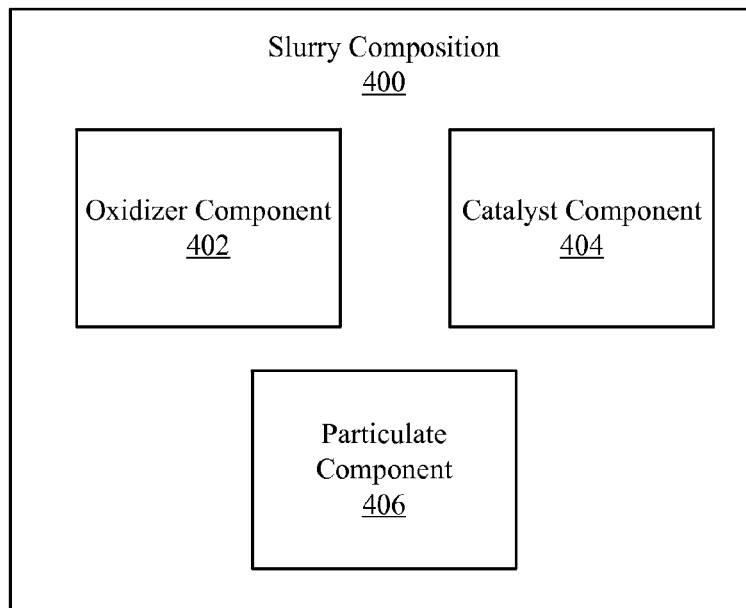 Slurry Composition
400
Oxidizer Component
402
Catalyst Component
404
Particulate
Component
406